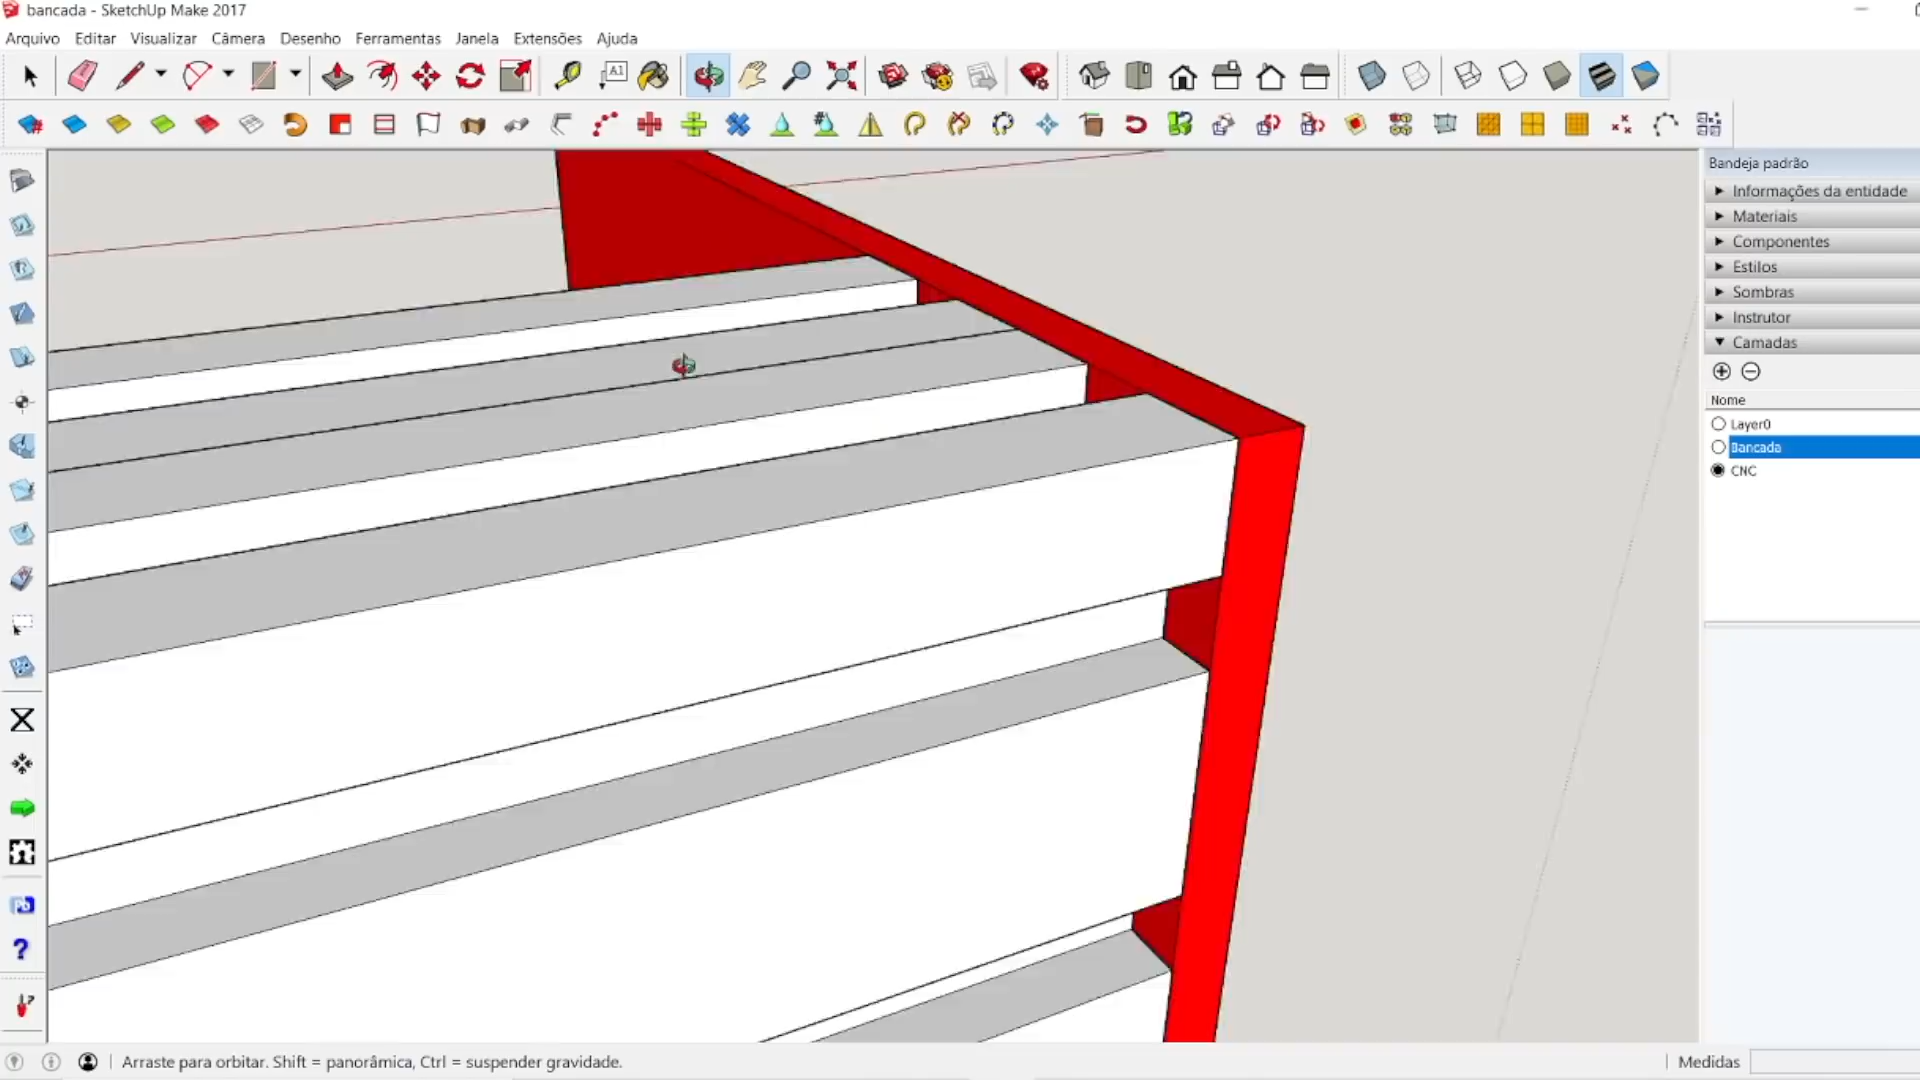 bancada - SketchUp Make 2017
Arquivo Editar Visualizar Câmera Desenho Ferramentas Janela Extensões Ajuda
A1
Bandeja padrão
Informações da entidade
Materiais
Componentes
Estilos
Sombras
Instrutor
Camadas
Nome
Layer0
Bancada
CNC
Arraste para orbitar. Shift = panorâmica, Ctrl = suspender gravidade.
Medidas